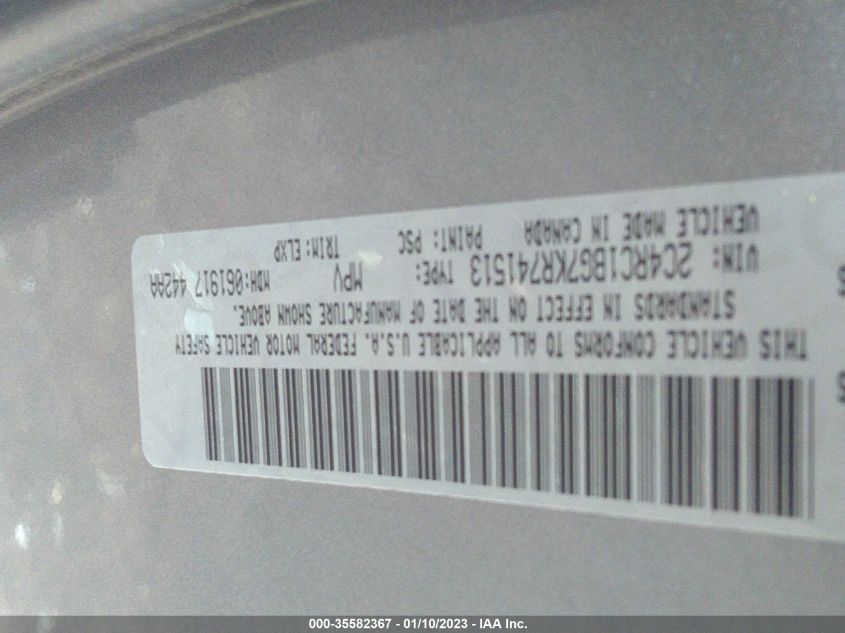 THIS VEHICLE CONFORMS TO ALL APPLICABLE U.S.A. FEDERAL MOTOR VEHICLE SAFETY
STANDARDS IN EFFECT ON THE DATE OF MANUFACTURE SHOWN ABOVE.
VIN: 2C4RC1BG7KR741513 TYPE: MPV MDH:061917 442AA
VEHICLE MADE IN CANADA PAINT: PSC TRIM:ELXP
000-35582367 - 01/10/2023 - IAA Inc.